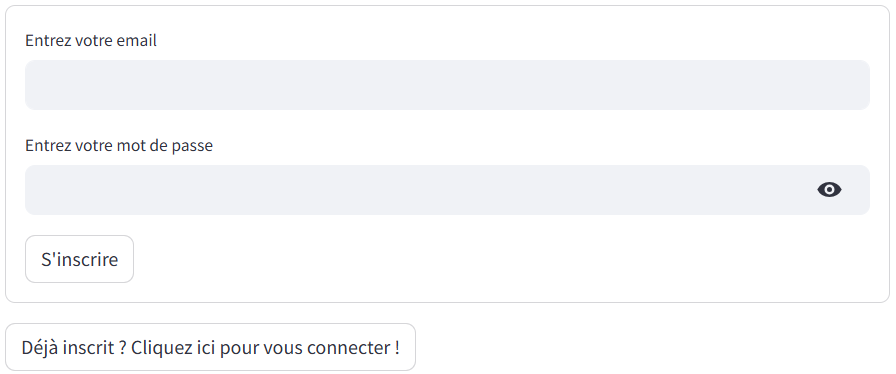 Entrez votre email
Entrez votre mot de passe
S'inscrire
Déjà inscrit ? Cliquez ici pour vous connecter !